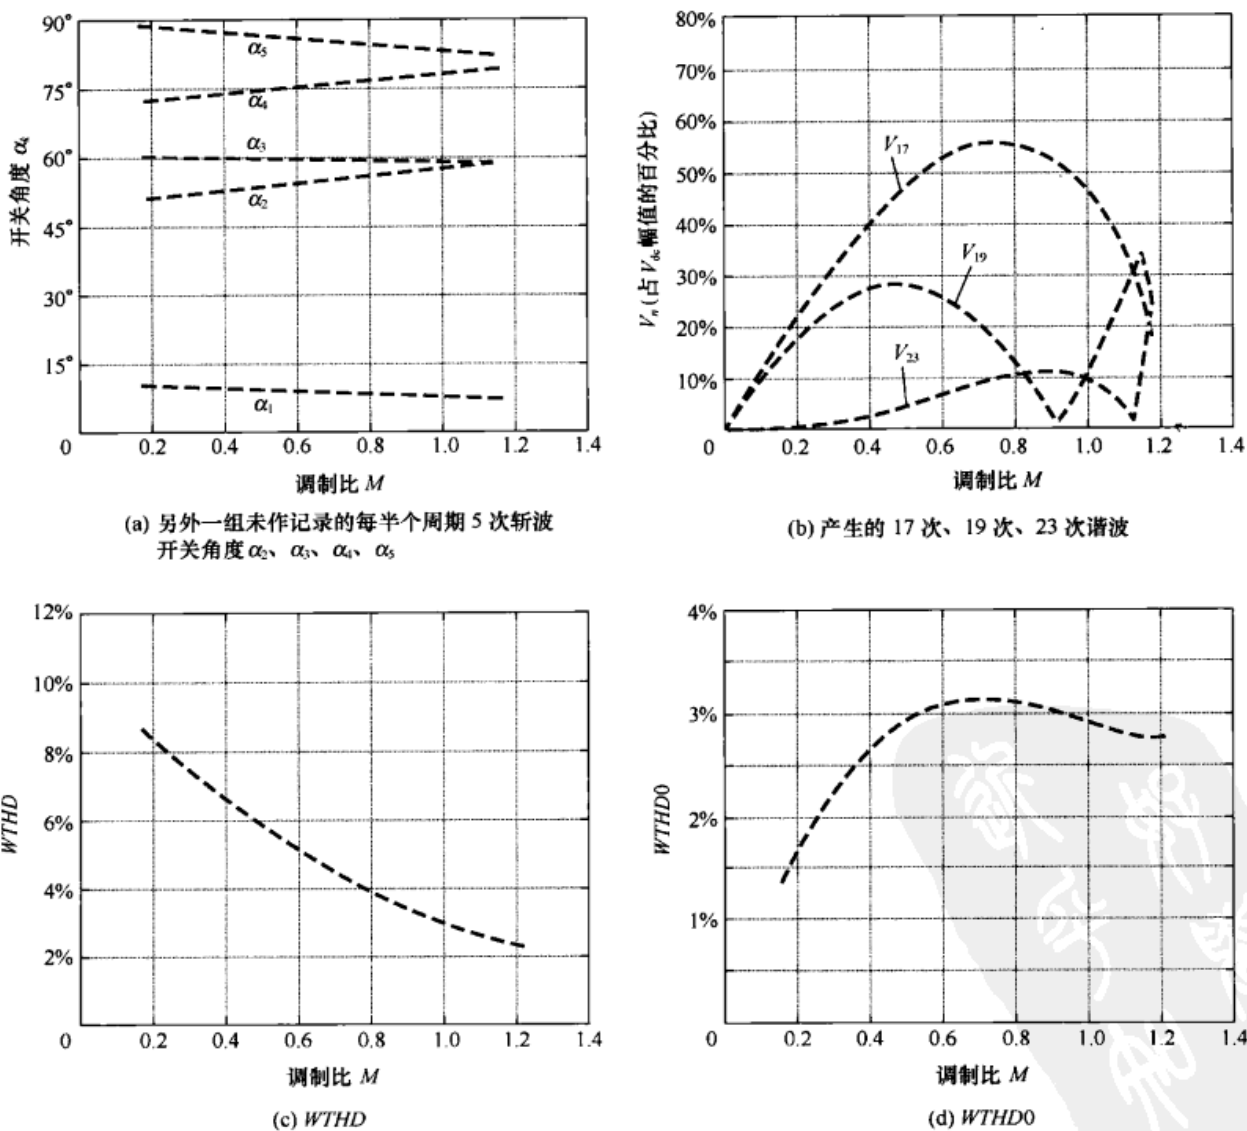 90°
75°
60°
45°
30°
15°
0
0.2
0.4
0.6
0.8
1.0
1.2
1.4
开关角度 αₖ
α₅
α₄
α₃
α₂
α₁
调制比 M
(a) 另外一组未作记录的每半个周期 5 次斩波
开关角度 α₂、α₃、α₄、α₅
80%
70%
60%
50%
40%
30%
20%
10%
0
0.2
0.4
0.6
0.8
1.0
1.2
1.4
Vₙ (占 V_dc 幅值的百分比)
V₁₇
V₁₉
V₂₃
调制比 M
(b) 产生的 17 次、19 次、23 次谐波
12%
10%
8%
6%
4%
2%
0
0.2
0.4
0.6
0.8
1.0
1.2
1.4
WTHD
调制比 M
(c) WTHD
4%
3%
2%
1%
0
0.2
0.4
0.6
0.8
1.0
1.2
1.4
WTHD0
调制比 M
(d) WTHD0